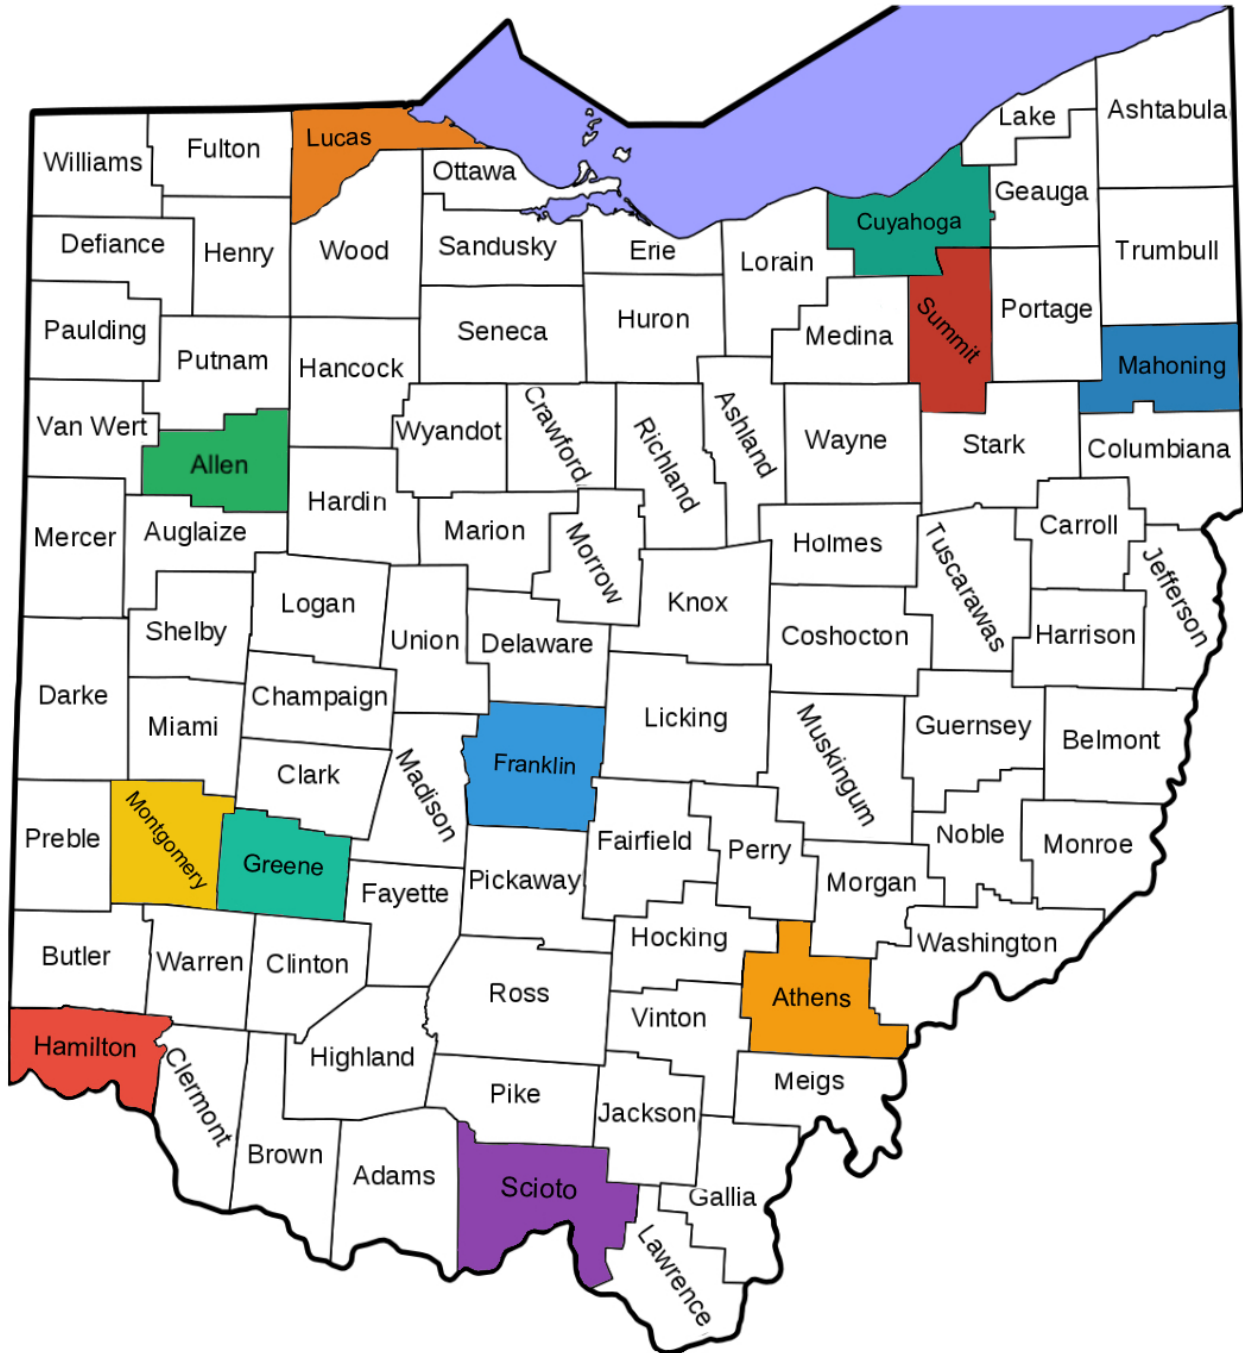 Lake
Ashtabula
Lucas
Fulton
Williams
Ottawa
Geauga
Cuyahoga
Defiance
Henry
Wood
Sandusky
Erie
Lorain
Trumbull
Paulding
Putnam
Hancock
Seneca
Huron
Medina
Summit
Portage
Mahoning
Van Wert
Allen
Wyandot
Crawford
Richland
Ashland
Wayne
Stark
Columbiana
Mercer
Auglaize
Hardin
Marion
Morrow
Holmes
Tuscarawas
Carroll
Jefferson
Shelby
Logan
Union
Delaware
Knox
Coshocton
Harrison
Darke
Miami
Champaign
Licking
Muskingum
Guernsey
Belmont
Clark
Madison
Franklin
Preble
Montgomery
Greene
Fayette
Pickaway
Fairfield
Perry
Morgan
Noble
Monroe
Butler
Warren
Clinton
Ross
Hocking
Athens
Washington
Hamilton
Clermont
Highland
Vinton
Pike
Jackson
Meigs
Brown
Adams
Scioto
Gallia
Lawrence